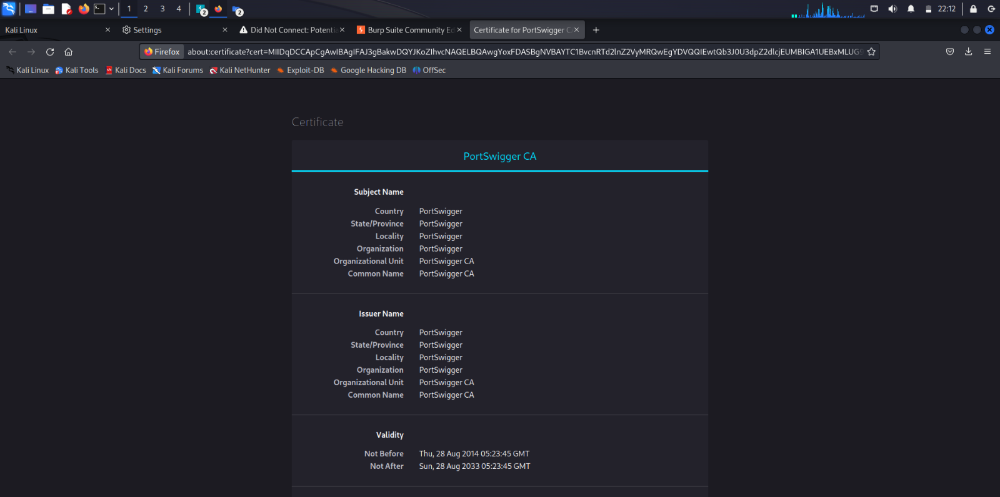 1 2 3 4 2 2 22:12
Kali Linux Settings Did Not Connect: Potentia Burp Suite Community Ed Certificate for PortSwigger C
Firefox about:certificate?cert=MIIDqDCCApCgAwIBAgIFAJ3gBakwDQYJKoZIhvcNAQELBQAwgYoxFDASBgNVBAYTC1BvcnRTd2lnZ2VyMRQwEgYDVQQIEwtQb3J0U3dpZ2dlcjEUMBIGA1UEBxMLUGS
Kali Linux Kali Tools Kali Docs Kali Forums Kali NetHunter Exploit-DB Google Hacking DB OffSec
Certificate
PortSwigger CA
Subject Name
Country PortSwigger
State/Province PortSwigger
Locality PortSwigger
Organization PortSwigger
Organizational Unit PortSwigger CA
Common Name PortSwigger CA
Issuer Name
Country PortSwigger
State/Province PortSwigger
Locality PortSwigger
Organization PortSwigger
Organizational Unit PortSwigger CA
Common Name PortSwigger CA
Validity
Not Before Thu, 28 Aug 2014 05:23:45 GMT
Not After Sun, 28 Aug 2033 05:23:45 GMT